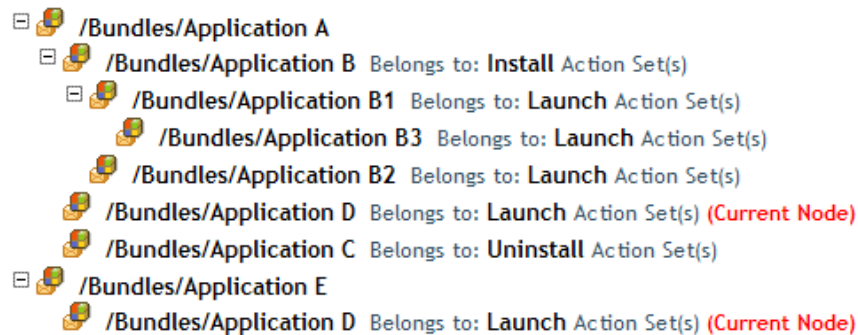 /Bundles/Application A
/Bundles/Application B Belongs to: Install Action Set(s)
/Bundles/Application B1 Belongs to: Launch Action Set(s)
/Bundles/Application B3 Belongs to: Launch Action Set(s)
/Bundles/Application B2 Belongs to: Launch Action Set(s)
/Bundles/Application D Belongs to: Launch Action Set(s) (Current Node)
/Bundles/Application C Belongs to: Uninstall Action Set(s)
/Bundles/Application E
/Bundles/Application D Belongs to: Launch Action Set(s) (Current Node)